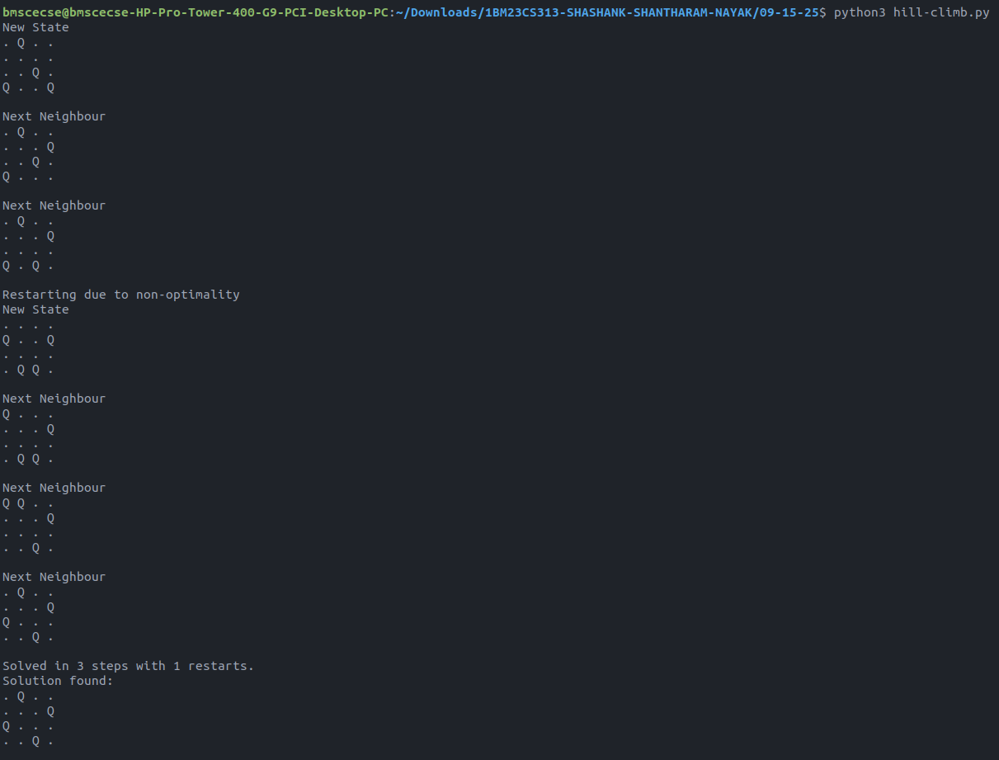 bmscecse@bmscecse-HP-Pro-Tower-400-G9-PCI-Desktop-PC:~/Downloads/1BM23CS313-SHASHANK-SHANTHARAM-NAYAK/09-15-25$ python3 hill-climb.py
New State
. Q . .
. . . .
. . Q .
Q . . Q

Next Neighbour
. Q . .
. . . Q
. . Q .
Q . . .

Next Neighbour
. Q . .
. . . Q
. . . .
Q . Q .

Restarting due to non-optimality
New State
. . . .
Q . . Q
. . . .
. Q Q .

Next Neighbour
Q . . .
. . . Q
. . . .
. Q Q .

Next Neighbour
Q Q . .
. . . Q
. . . .
. . Q .

Next Neighbour
. Q . .
. . . Q
Q . . .
. . Q .

Solved in 3 steps with 1 restarts.
Solution found:
. Q . .
. . . Q
Q . . .
. . Q .